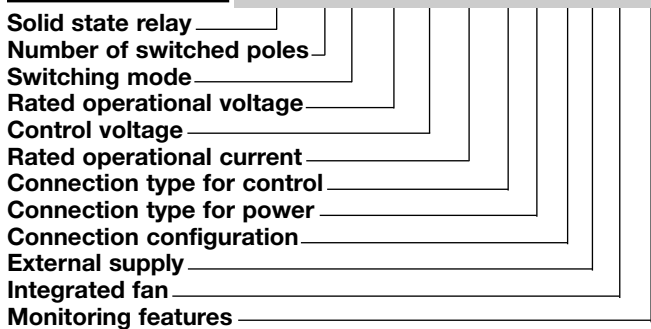 Solid state relay
Number of switched poles
Switching mode
Rated operational voltage
Control voltage
Rated operational current
Connection type for control
Connection type for power
Connection configuration
External supply
Integrated fan
Monitoring features